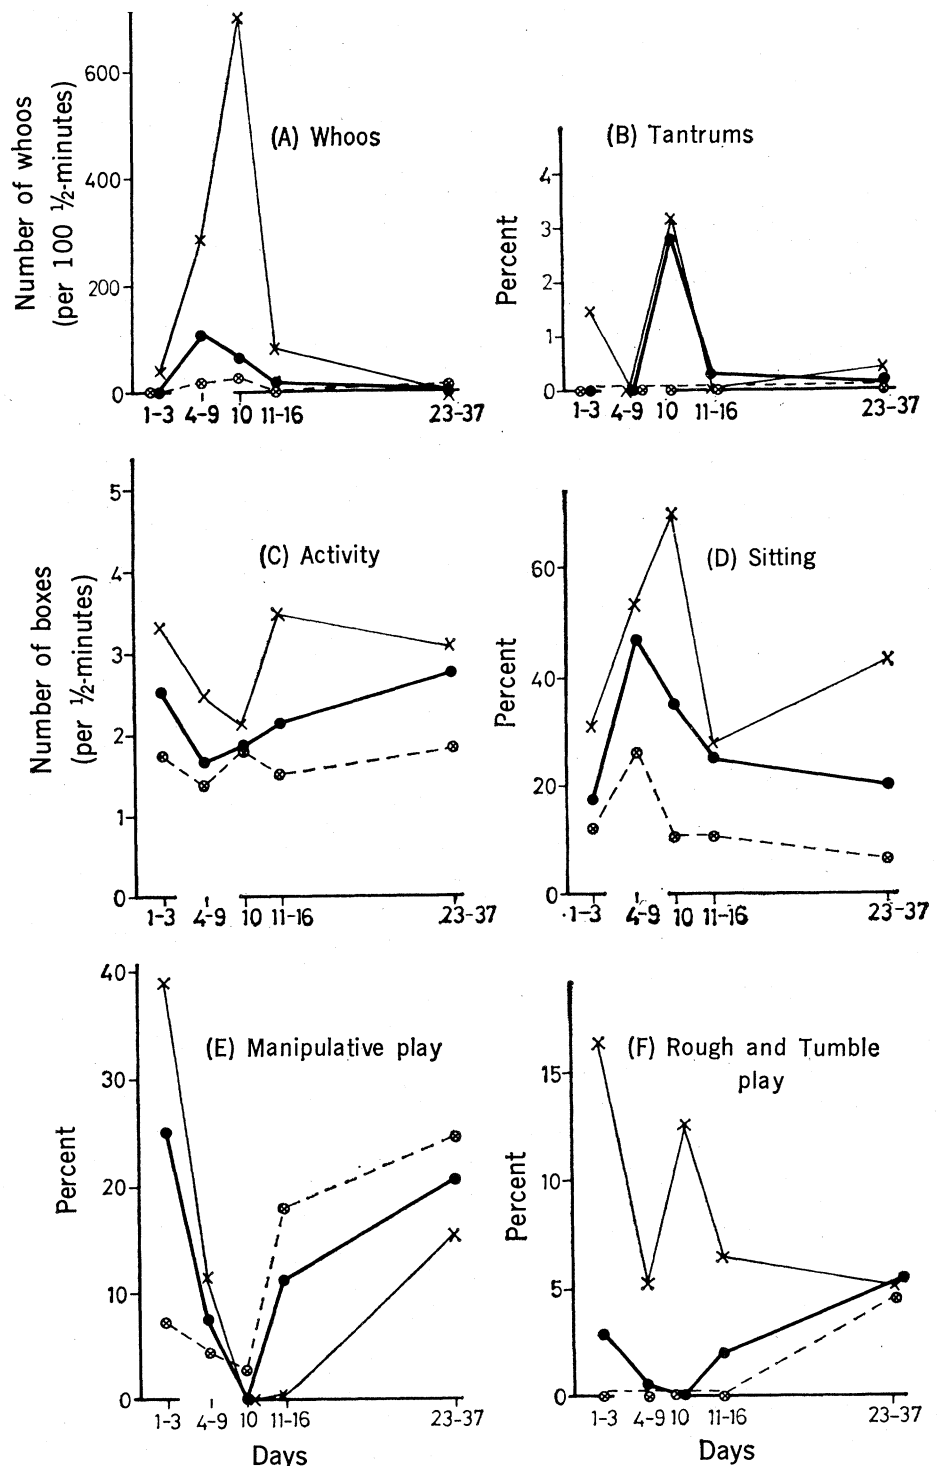 (A) Whoos
Number of whoos
(per 100 ½-minutes)
600
400
200
0
1-3 4-9 10 11-16 23-37
(B) Tantrums
Percent
4
3
2
1
0
1-3 4-9 10 11-16 23-37
(C) Activity
Number of boxes
(per ½-minutes)
5
4
3
2
1
0
1-3 4-9 10 11-16 23-37
(D) Sitting
Percent
60
40
20
0
1-3 4-9 10 11-16 23-37
(E) Manipulative play
Percent
40
30
20
10
0
1-3 4-9 10 11-16 23-37
Days
(F) Rough and Tumble
play
Percent
15
10
5
0
1-3 4-9 10 11-16 23-37
Days